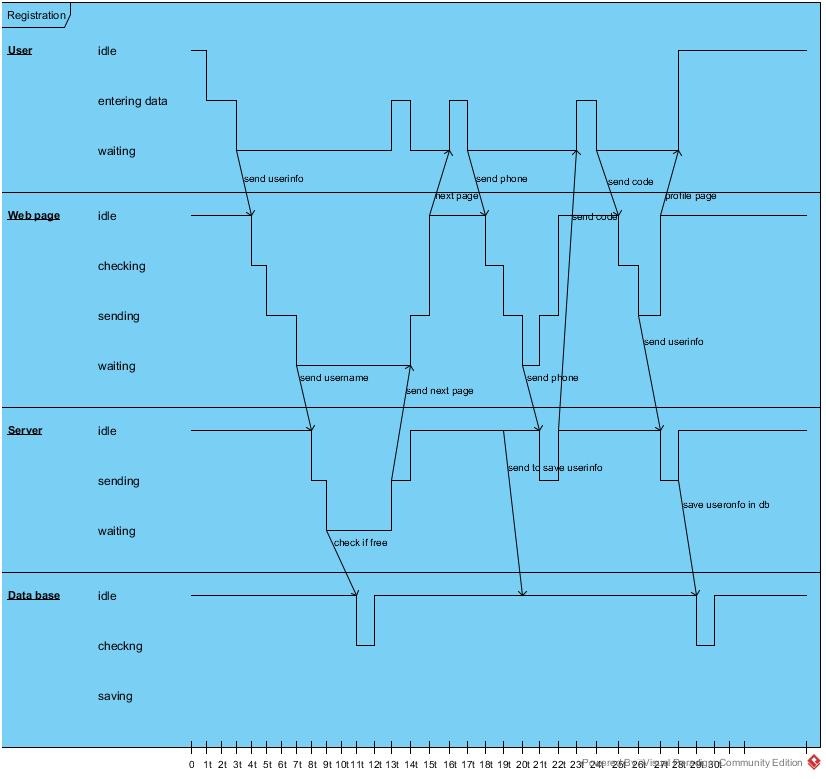 Registration
User
idle
entering data
waiting
send userinfo
next page
send phone
send code
profile page
Web page
idle
send code
checking
sending
send userinfo
waiting
send username
send phone
send next page
Server
idle
send to save userinfo
sending
save useronfo in db
waiting
check if free
Data base
idle
checkng
saving
0 1t 2t 3t 4t 5t 6t 7t 8t 9t 10t 11t 12t 13t 14t 15t 16t 17t 18t 19t 20t 21t 22t 23t 24t 25t 26t 27t 28t 29t 30t
Powered By Visual Paradigm Community Edition